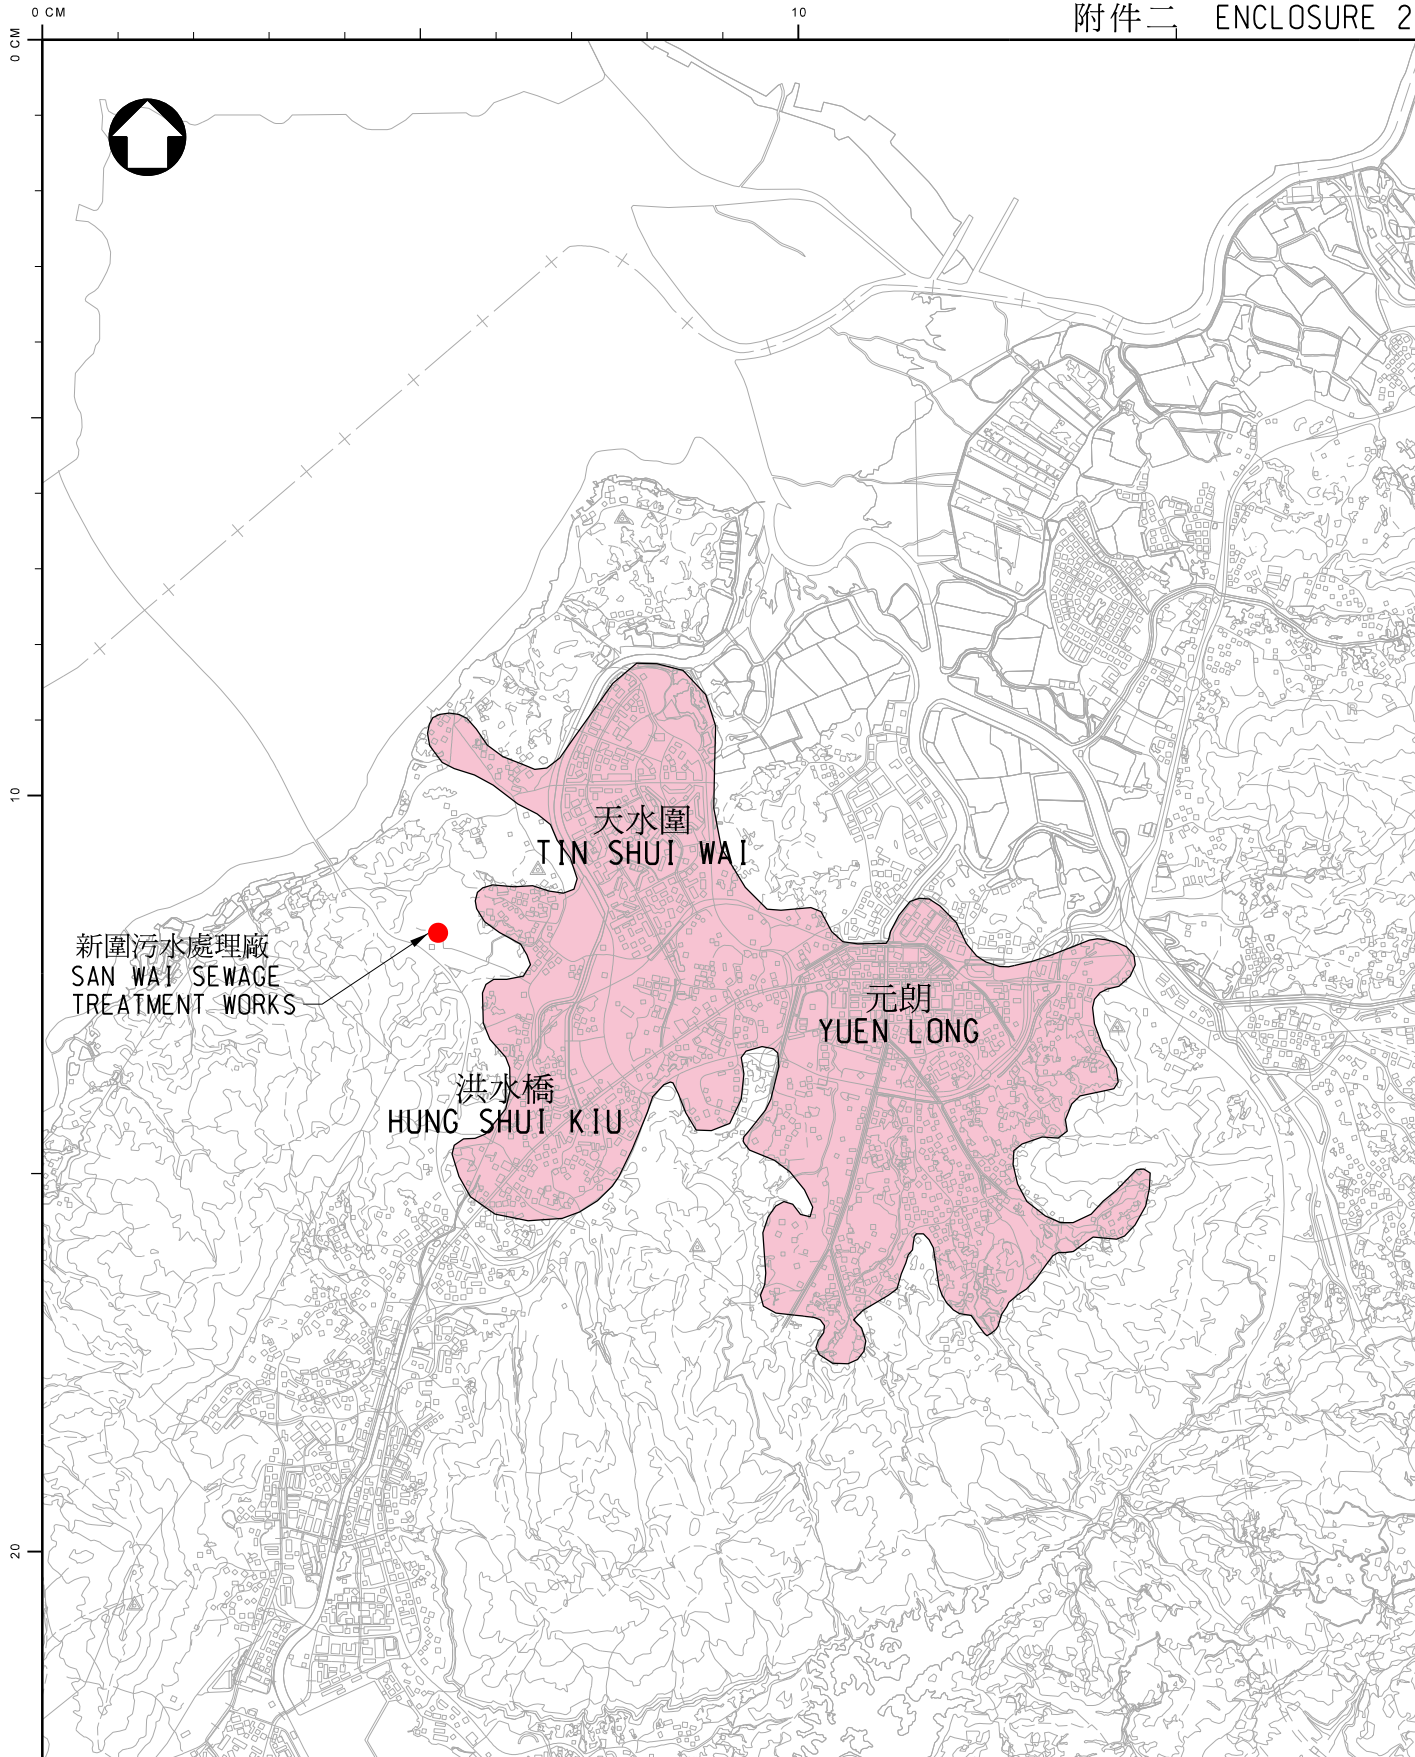 0 CM
10
附件二 ENCLOSURE 2
0 CM
天水圍
TIN SHUI WAI
10
新圍污水處理廠
SAN WAI SEWAGE
TREATMENT WORKS
元朗
YUEN LONG
洪水橋
HUNG SHUI KIU
20